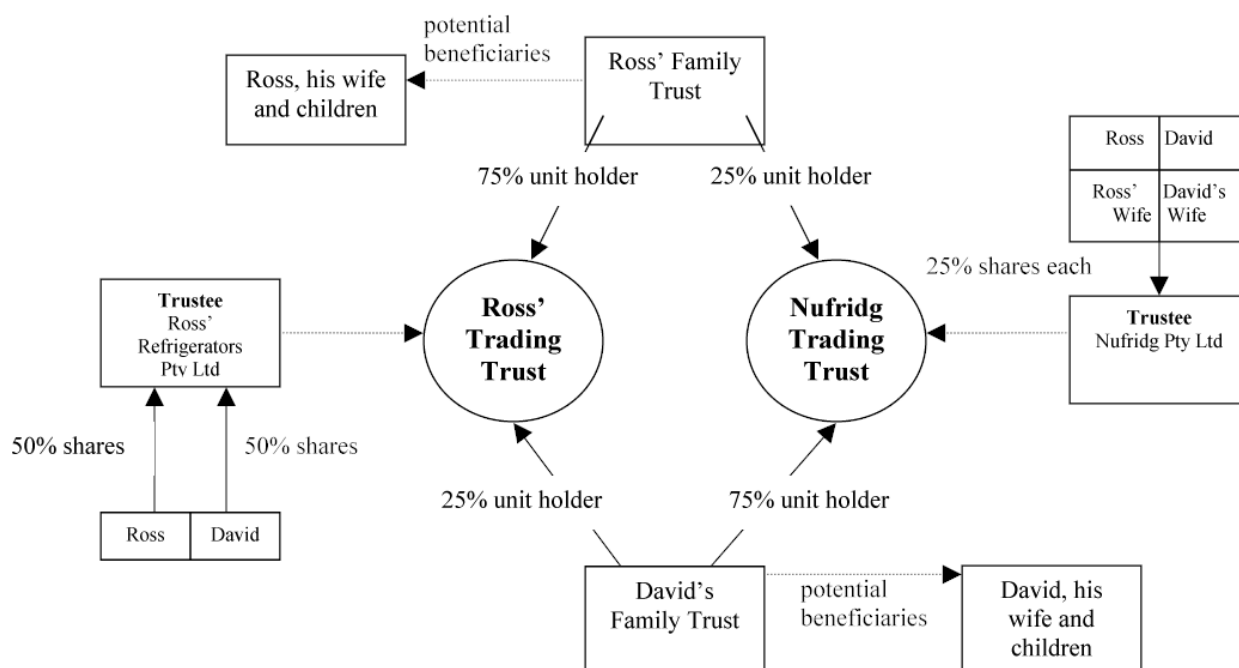 potential
beneficiaries
Ross' Family
Trust
Ross, his wife
and children
75% unit holder
25% unit holder
Ross
David
Ross'
Wife
David's
Wife
25% shares each
Trustee
Ross'
Refrigerators
Pty Ltd
Ross'
Trading
Trust
Nufridg
Trading
Trust
Trustee
Nufridg Pty Ltd
50% shares
50% shares
25% unit holder
75% unit holder
Ross
David
David's
Family Trust
potential
beneficiaries
David, his
wife and
children